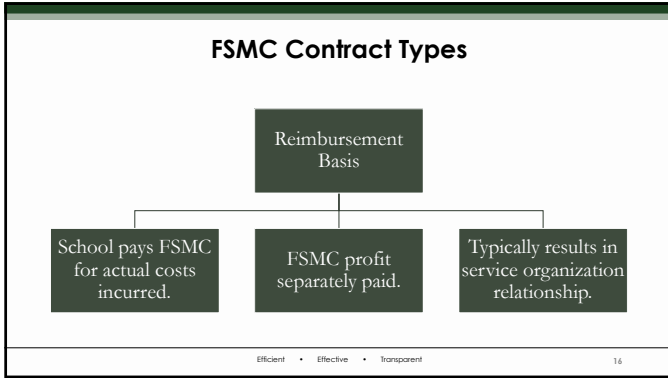 FSMC Contract Types
Reimbursement
Basis
School pays FSMC
for actual costs
incurred.
FSMC profit
separately paid.
Typically results in
service organization
relationship.
Efficient • Effective • Transparent
16